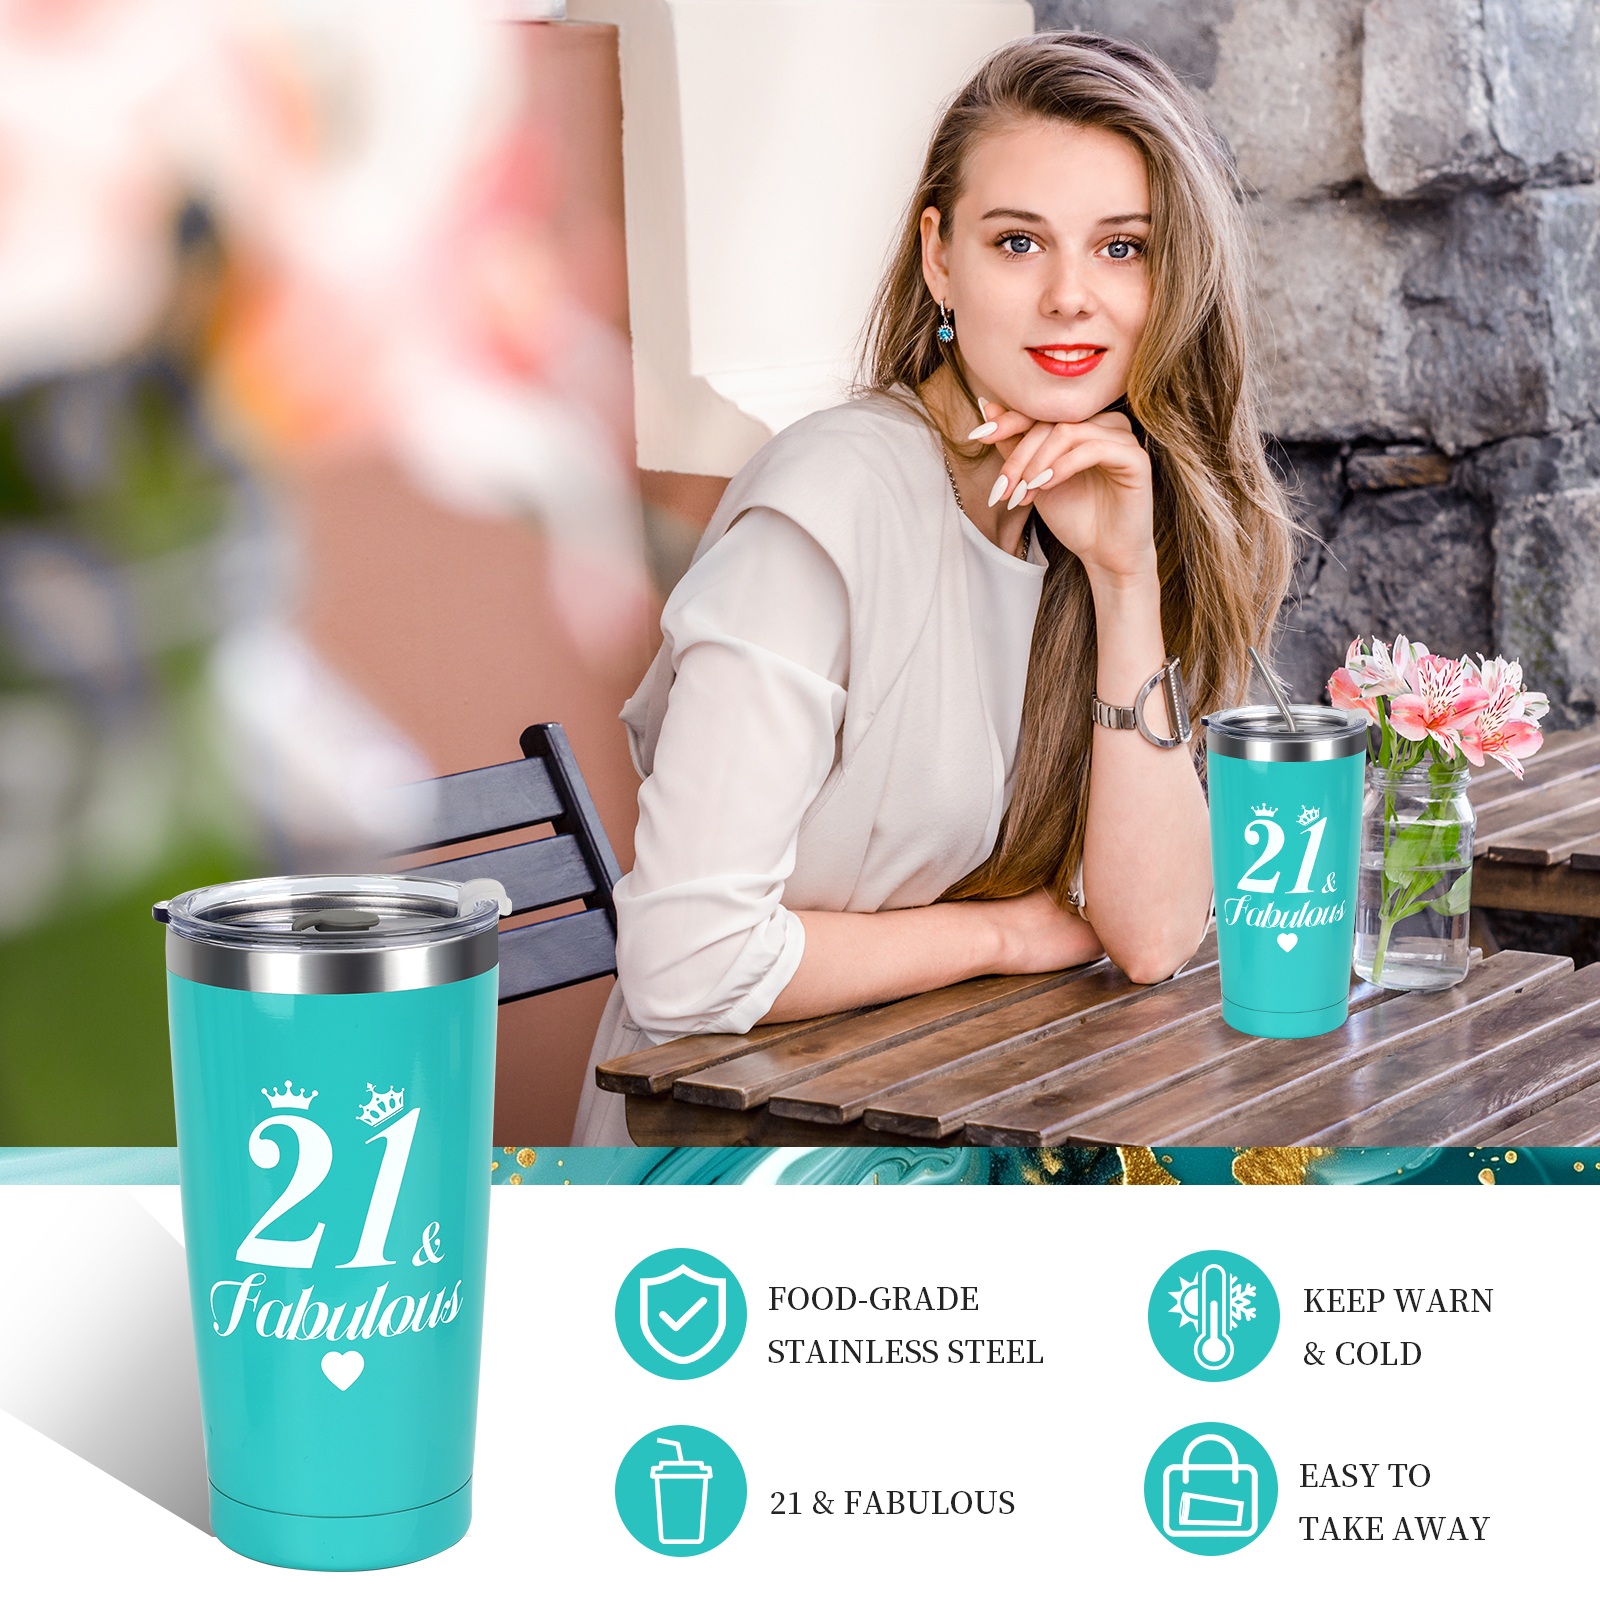 21 &
Fabulous
21 &
Fabulous
FOOD-GRADE
STAINLESS STEEL
KEEP WARN
& COLD
21 & FABULOUS
EASY TO
TAKE AWAY